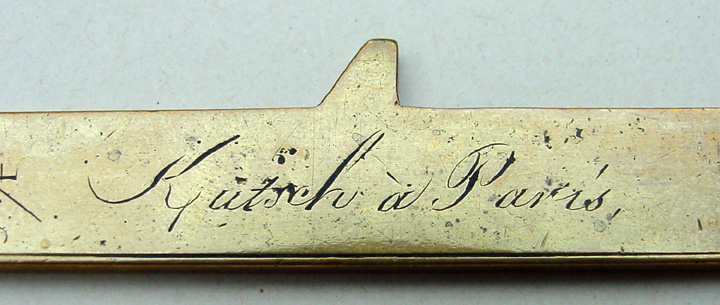 Kutsch à Paris,